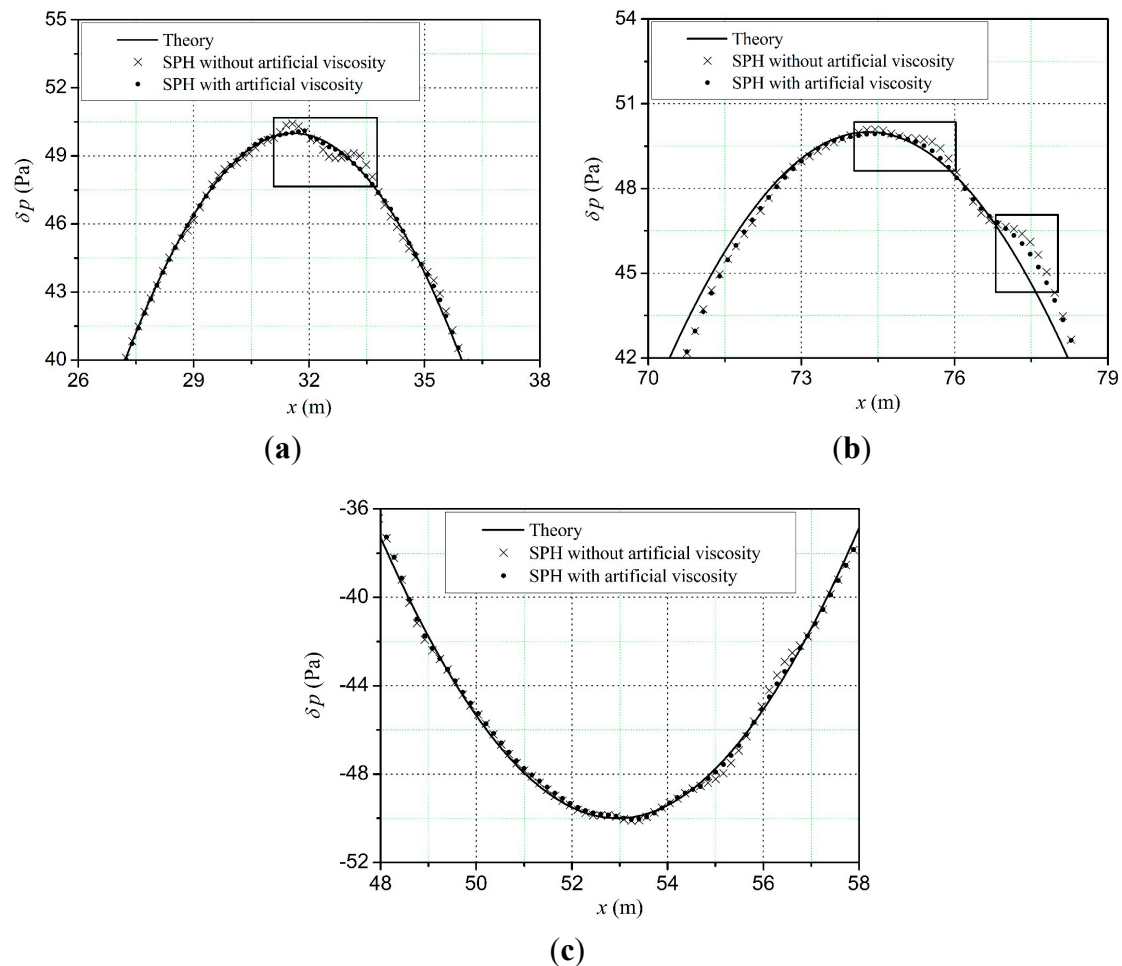 55
52
49
46
43
40
δp (Pa)
Theory
SPH without artificial viscosity
SPH with artificial viscosity
26 29 32 35 38
x (m)
(a)
54
51
48
45
42
δp (Pa)
Theory
SPH without artificial viscosity
SPH with artificial viscosity
70 73 76 79
x (m)
(b)
-36
-40
-44
-48
-52
δp (Pa)
Theory
SPH without artificial viscosity
SPH with artificial viscosity
48 50 52 54 56 58
x (m)
(c)